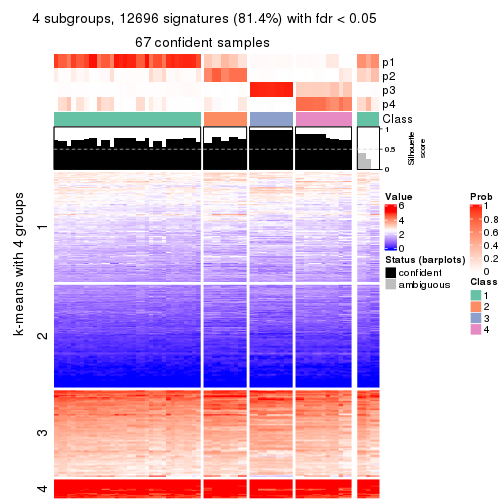 4 subgroups, 12696 signatures (81.4%) with fdr < 0.05
67 confident samples
p1
p2
p3
p4
Class
1
0.5
0
Silhouette
score
k-means with 4 groups
1
2
3
4
Value
6
4
2
0
Status (barplots)
confident
ambiguous
Prob
1
0.8
0.6
0.4
0.2
0
Class
1
2
3
4